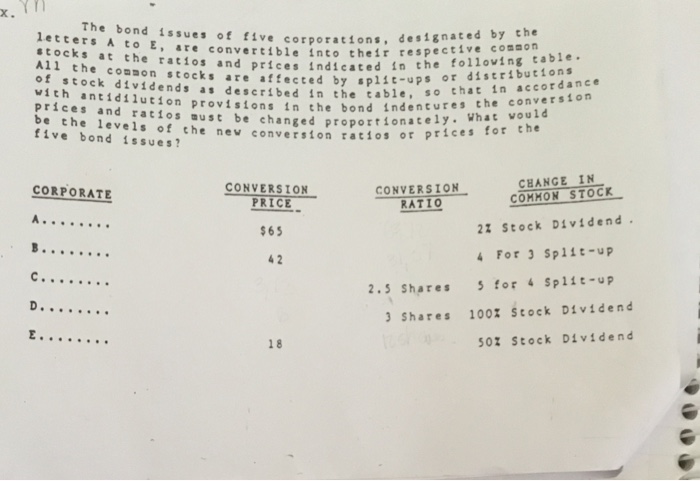 x.
The bond issues of five corporations, designated by the
letters A to E, are convertible into their respective common
stocks at the ratios and prices indicated in the following table.
All the common stocks are affected by split-ups or distributions
of stock dividends as described in the table, so that in accordance
with antidilution provisions in the bond indentures the conversion
prices and ratios must be changed proportionately. What would
be the levels of the new conversion ratios or prices for the
five bond issues?
CORPORATE CONVERSION PRICE CONVERSION RATIO CHANGE IN COMMON STOCK
A........ $65 2% Stock Dividend.
B........ 42 4 For 3 Split-up
C........ 2.5 Shares 5 for 4 Split-up
D........ 3 Shares 100% Stock Dividend
E........ 18 50% Stock Dividend